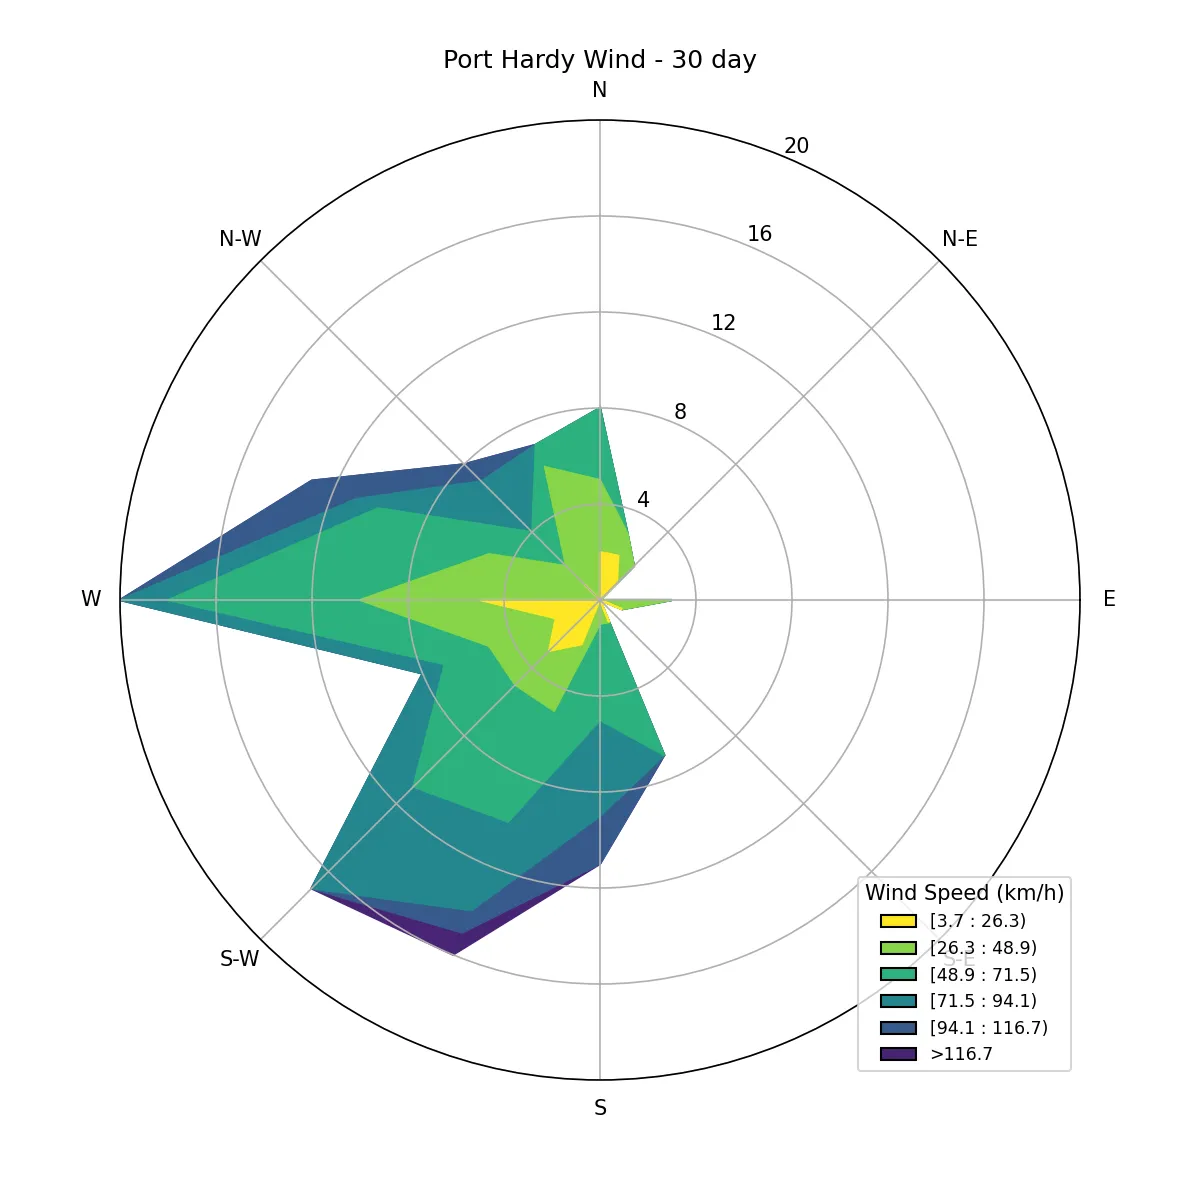 Port Hardy Wind - 30 day
N
20
N-W
N-E
16
12
8
4
W
E
S-W
S-E
S
Wind Speed (km/h)
[3.7 : 26.3)
[26.3 : 48.9)
[48.9 : 71.5)
[71.5 : 94.1)
[94.1 : 116.7)
>116.7